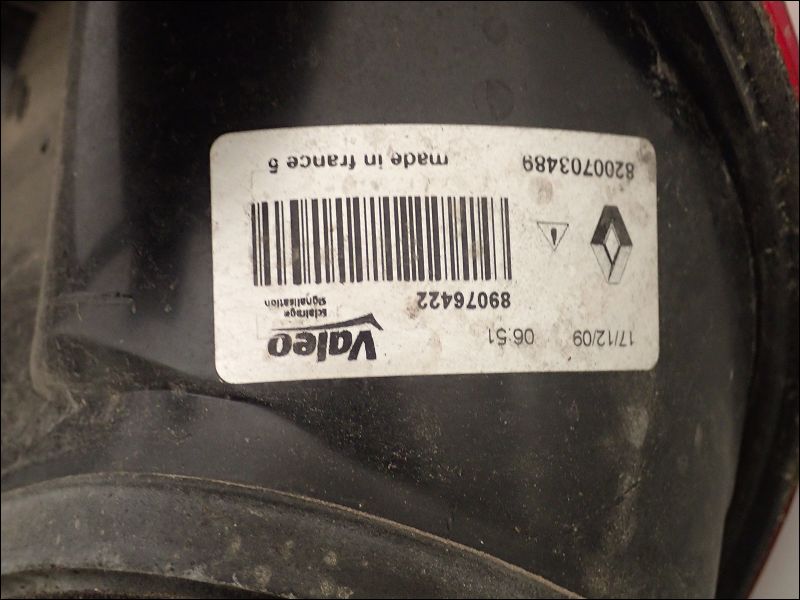 17/12/09 06:51 Valeo
éclairage
signalisation
89076422
8200703489 made in france 5